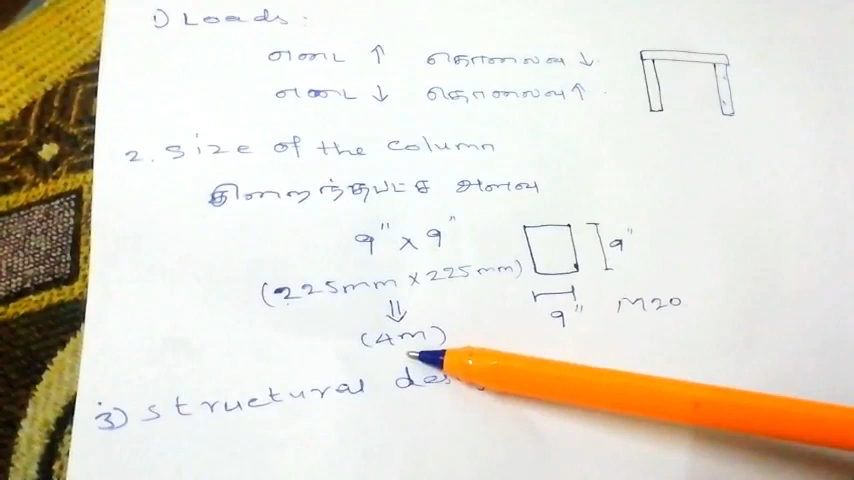 1) Loads :
எடை ↑ தொலைவு ↓
எடை ↓ தொலைவு ↑
2. Size of the column
குறைந்தபட்ச அளவு
9" x 9"
9"
(225mm x 225mm)
9" M20
⇓
(4m)
3) structural